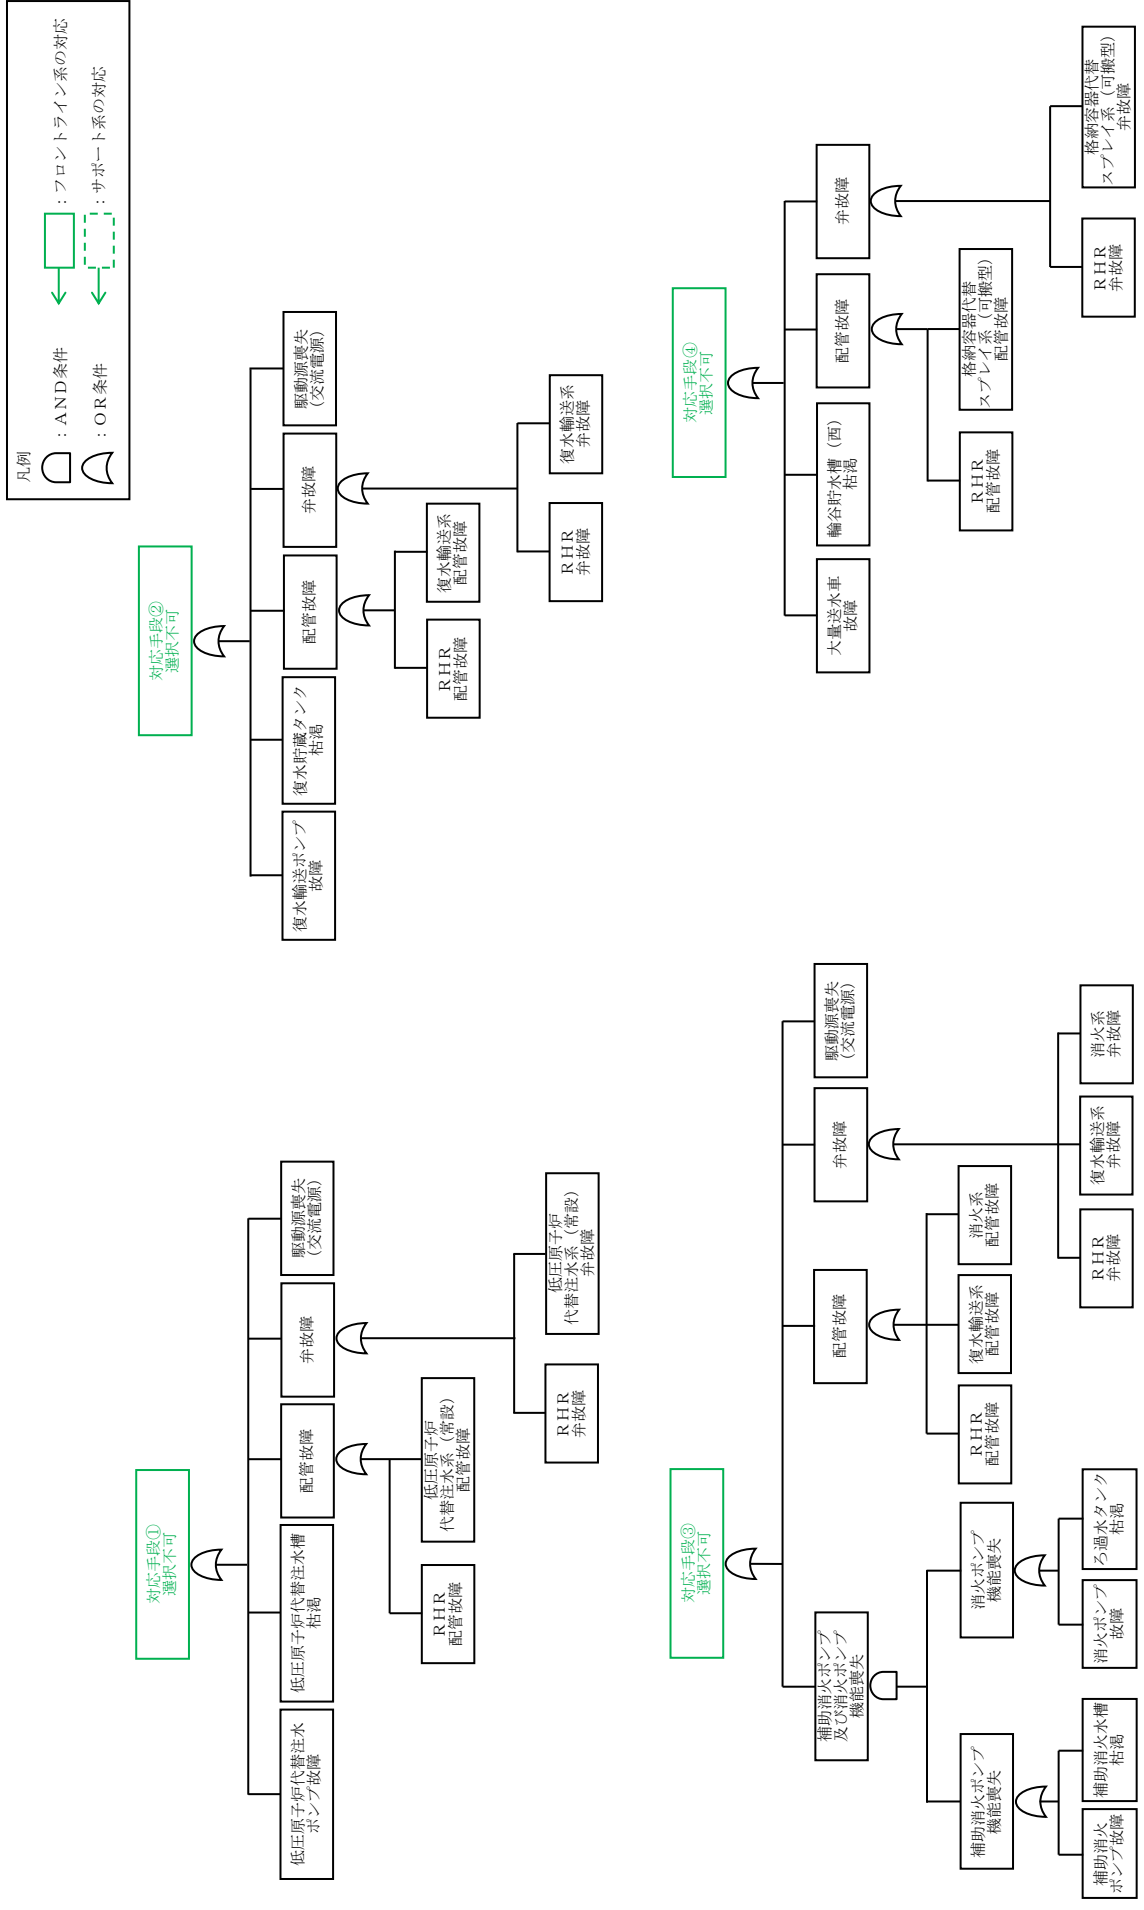 凡例
：AND条件
：OR条件
：フロントライン系の対応
：サポート系の対応
対応手段①
選択不可
低圧原子炉代替注水
ポンプ故障
低圧原子炉代替注水槽
枯渇
配管故障
弁故障
駆動源喪失
（交流電源）
RHR
配管故障
低圧原子炉
代替注水系（常設）
配管故障
RHR
弁故障
低圧原子炉
代替注水系（常設）
弁故障
対応手段②
選択不可
復水輸送ポンプ
故障
復水貯蔵タンク
枯渇
配管故障
弁故障
駆動源喪失
（交流電源）
RHR
配管故障
復水輸送系
配管故障
RHR
弁故障
復水輸送系
弁故障
対応手段③
選択不可
補助消火ポンプ
及び消火ポンプ
機能喪失
配管故障
弁故障
駆動源喪失
（交流電源）
補助消火ポンプ
機能喪失
消火ポンプ
機能喪失
RHR
配管故障
復水輸送系
配管故障
消火系
配管故障
補助消火
ポンプ故障
補助消火水槽
枯渇
消火ポンプ
故障
ろ過水タンク
枯渇
RHR
弁故障
復水輸送系
弁故障
消火系
弁故障
対応手段④
選択不可
大量送水車
故障
輪谷貯水槽（西）
枯渇
配管故障
弁故障
RHR
配管故障
格納容器代替
スプレイ系（可搬型）
配管故障
RHR
弁故障
格納容器代替
スプレイ系（可搬型）
弁故障